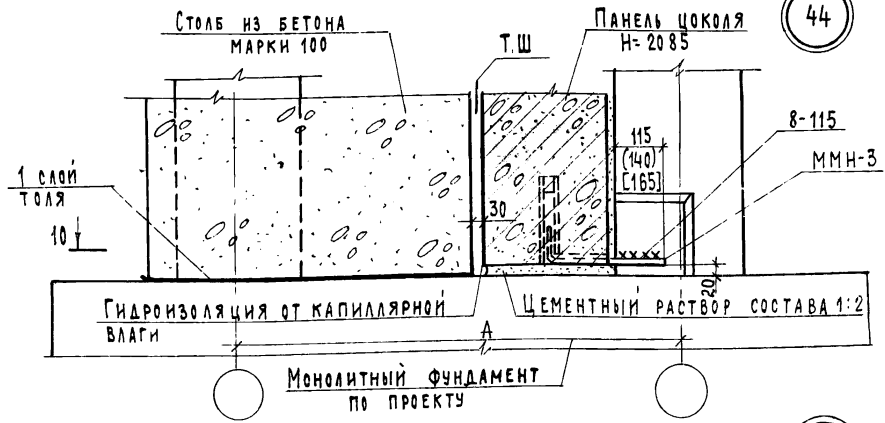 Столб из бетона
марки 100
Панель цоколя
Н=2085
44
Т.Ш
115
(140)
[165]
8-115
ММН-3
1 слой
толя
10
30
20
Гидроизоляция от капиллярной
влаги
Цементный раствор состава 1:2
А
Монолитный фундамент
по проекту